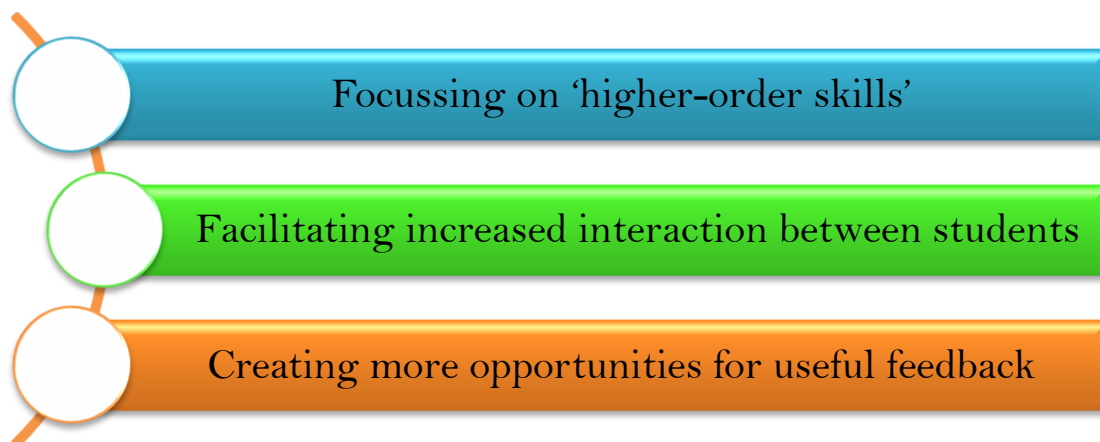 Focussing on ‘higher-order skills’
Facilitating increased interaction between students
Creating more opportunities for useful feedback